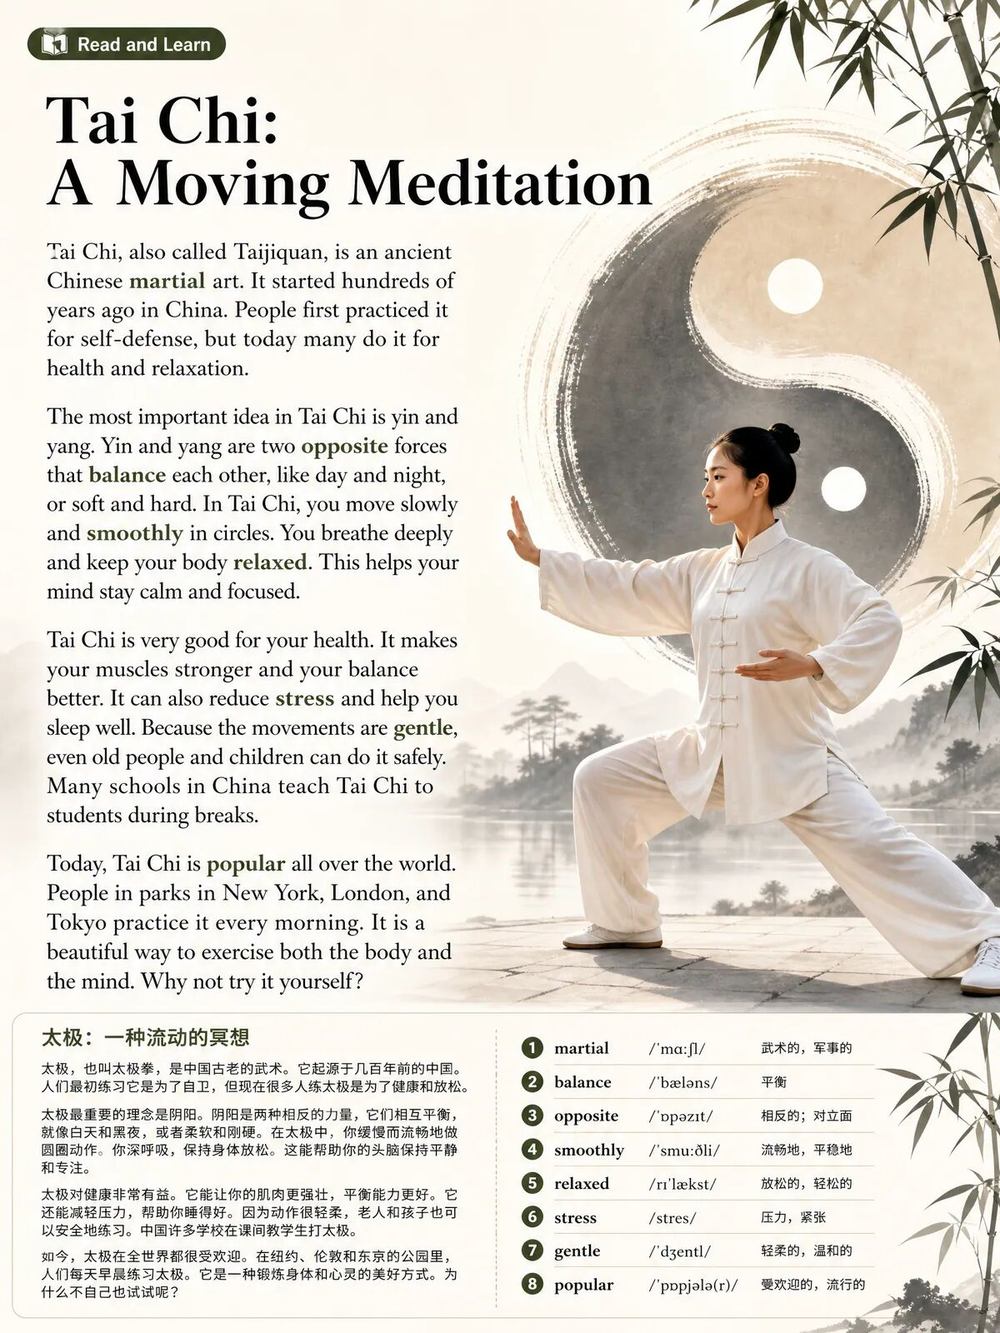 Read and Learn
Tai Chi:
A Moving Meditation
Tai Chi, also called Taijiquan, is an ancient
Chinese martial art. It started hundreds of
years ago in China. People first practiced it
for self-defense, but today many do it for
health and relaxation.
The most important idea in Tai Chi is yin and
yang. Yin and yang are two opposite forces
that balance each other, like day and night,
or soft and hard. In Tai Chi, you move slowly
and smoothly in circles. You breathe deeply
and keep your body relaxed. This helps your
mind stay calm and focused.
Tai Chi is very good for your health. It makes
your muscles stronger and your balance
better. It can also reduce stress and help you
sleep well. Because the movements are gentle,
even old people and children can do it safely.
Many schools in China teach Tai Chi to
students during breaks.
Today, Tai Chi is popular all over the world.
People in parks in New York, London, and
Tokyo practice it every morning. It is a
beautiful way to exercise both the body and
the mind. Why not try it yourself?
太极：一种流动的冥想
太极，也叫太极拳，是中国古老的武术。它起源于几百年前的中国。
人们最初练习它是为了自卫，但现在很多人练太极是为了健康和放松。
太极最重要的理念是阴阳。阴阳是两种相反的力量，它们相互平衡，
就像白天和黑夜，或者柔软和刚硬。在太极中，你缓慢而流畅地做
圆圈动作。你深呼吸，保持身体放松。这能帮助你的头脑保持平静
和专注。
太极对健康非常有益。它能让你的肌肉更强壮，平衡能力更好。它
还能减轻压力，帮助你睡得好。因为动作很轻柔，老人和孩子也可
以安全地练习。中国许多学校在课间教学生打太极。
如今，太极在全世界都很受欢迎。在纽约、伦敦和东京的公园里，
人们每天早晨练习太极。它是一种锻炼身体和心灵的美好方式。为
什么不自己也试试呢？
1 martial /ˈmɑːʃl/ 武术的，军事的
2 balance /ˈbæləns/ 平衡
3 opposite /ˈɒpəzɪt/ 相反的；对立面
4 smoothly /ˈsmuːðli/ 流畅地，平稳地
5 relaxed /rɪˈlækst/ 放松的，轻松的
6 stress /stres/ 压力，紧张
7 gentle /ˈdʒentl/ 轻柔的，温和的
8 popular /ˈpɒpjələ(r)/ 受欢迎的，流行的